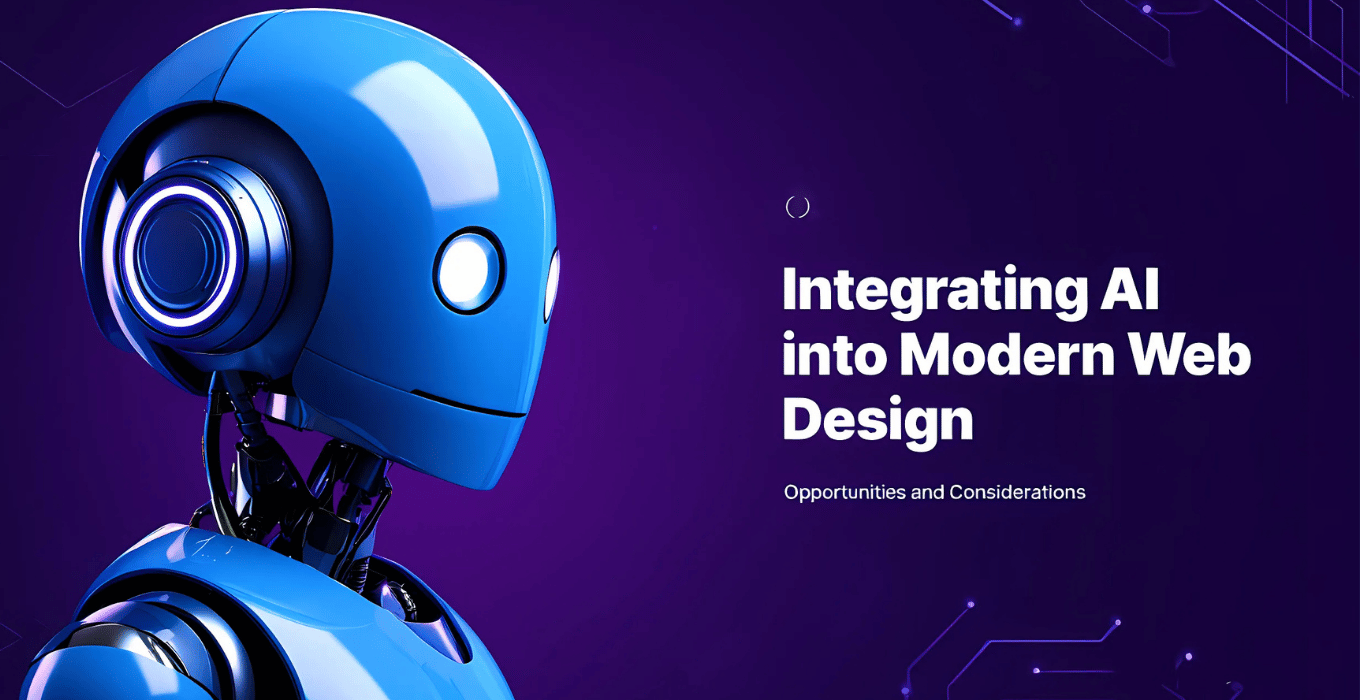 Integrating AI
into Modern Web
Design
Opportunities and Considerations